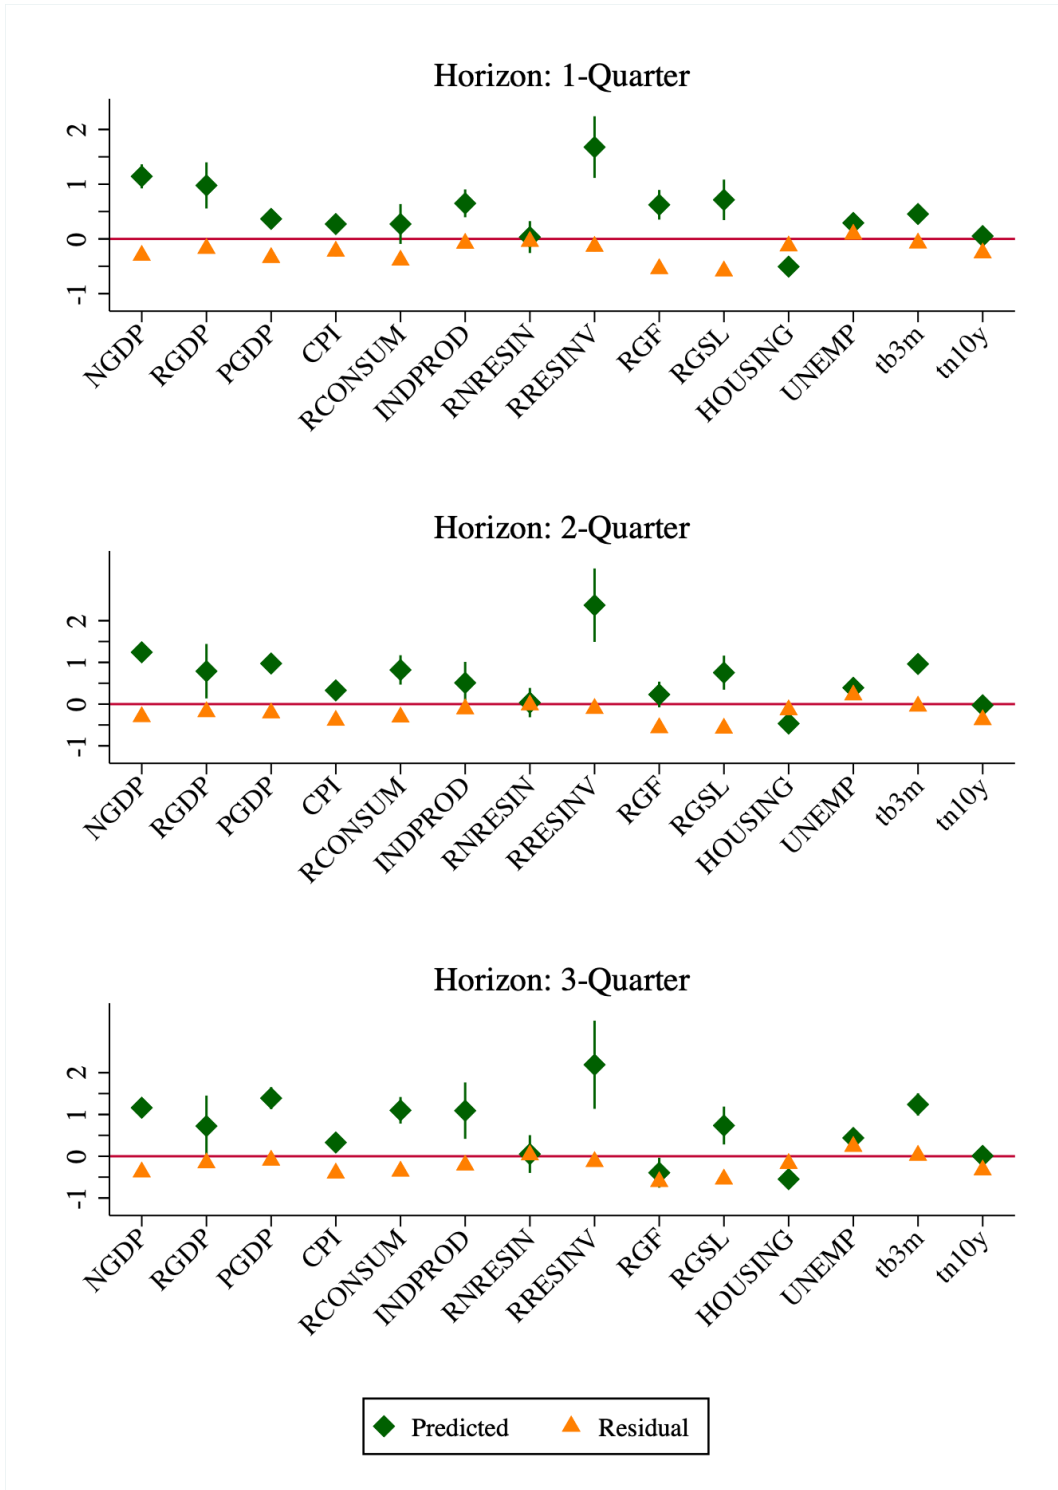 Horizon: 1-Quarter
2
1
0
-1
NGDP RGDP PGDP CPI RCONSUM INDPROD RNRESIN RRESINV RGF RGSL HOUSING UNEMP tb3m tn10y
Horizon: 2-Quarter
2
1
0
-1
NGDP RGDP PGDP CPI RCONSUM INDPROD RNRESIN RRESINV RGF RGSL HOUSING UNEMP tb3m tn10y
Horizon: 3-Quarter
2
1
0
-1
NGDP RGDP PGDP CPI RCONSUM INDPROD RNRESIN RRESINV RGF RGSL HOUSING UNEMP tb3m tn10y
Predicted Residual